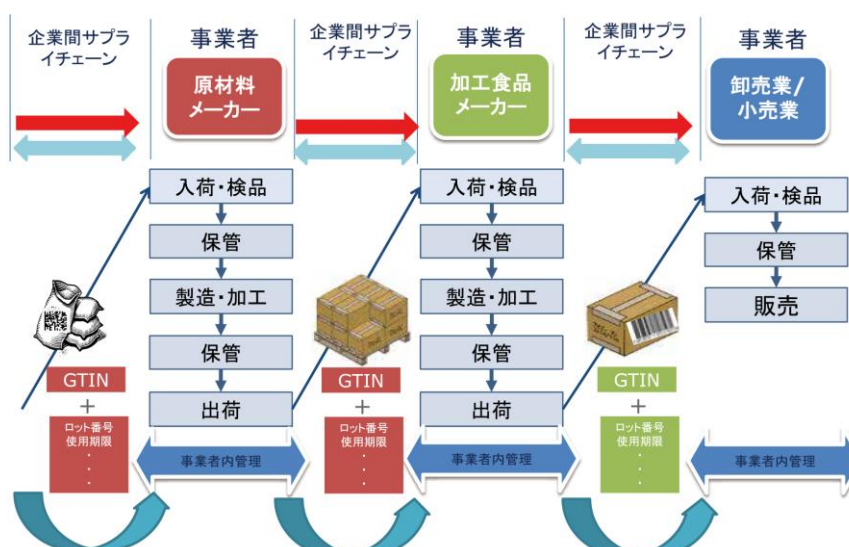 企業間サプラ
イチェーン
事業者
原材料
メーカー
企業間サプラ
イチェーン
事業者
加工食品
メーカー
企業間サプラ
イチェーン
事業者
卸売業/
小売業
入荷・検品
保管
製造・加工
保管
出荷
入荷・検品
保管
製造・加工
保管
出荷
入荷・検品
保管
販売
GTIN
+
ロット番号
使用期限
・
・
・
事業者内管理
GTIN
+
ロット番号
使用期限
・
・
・
事業者内管理
GTIN
+
ロット番号
使用期限
・
・
・
事業者内管理